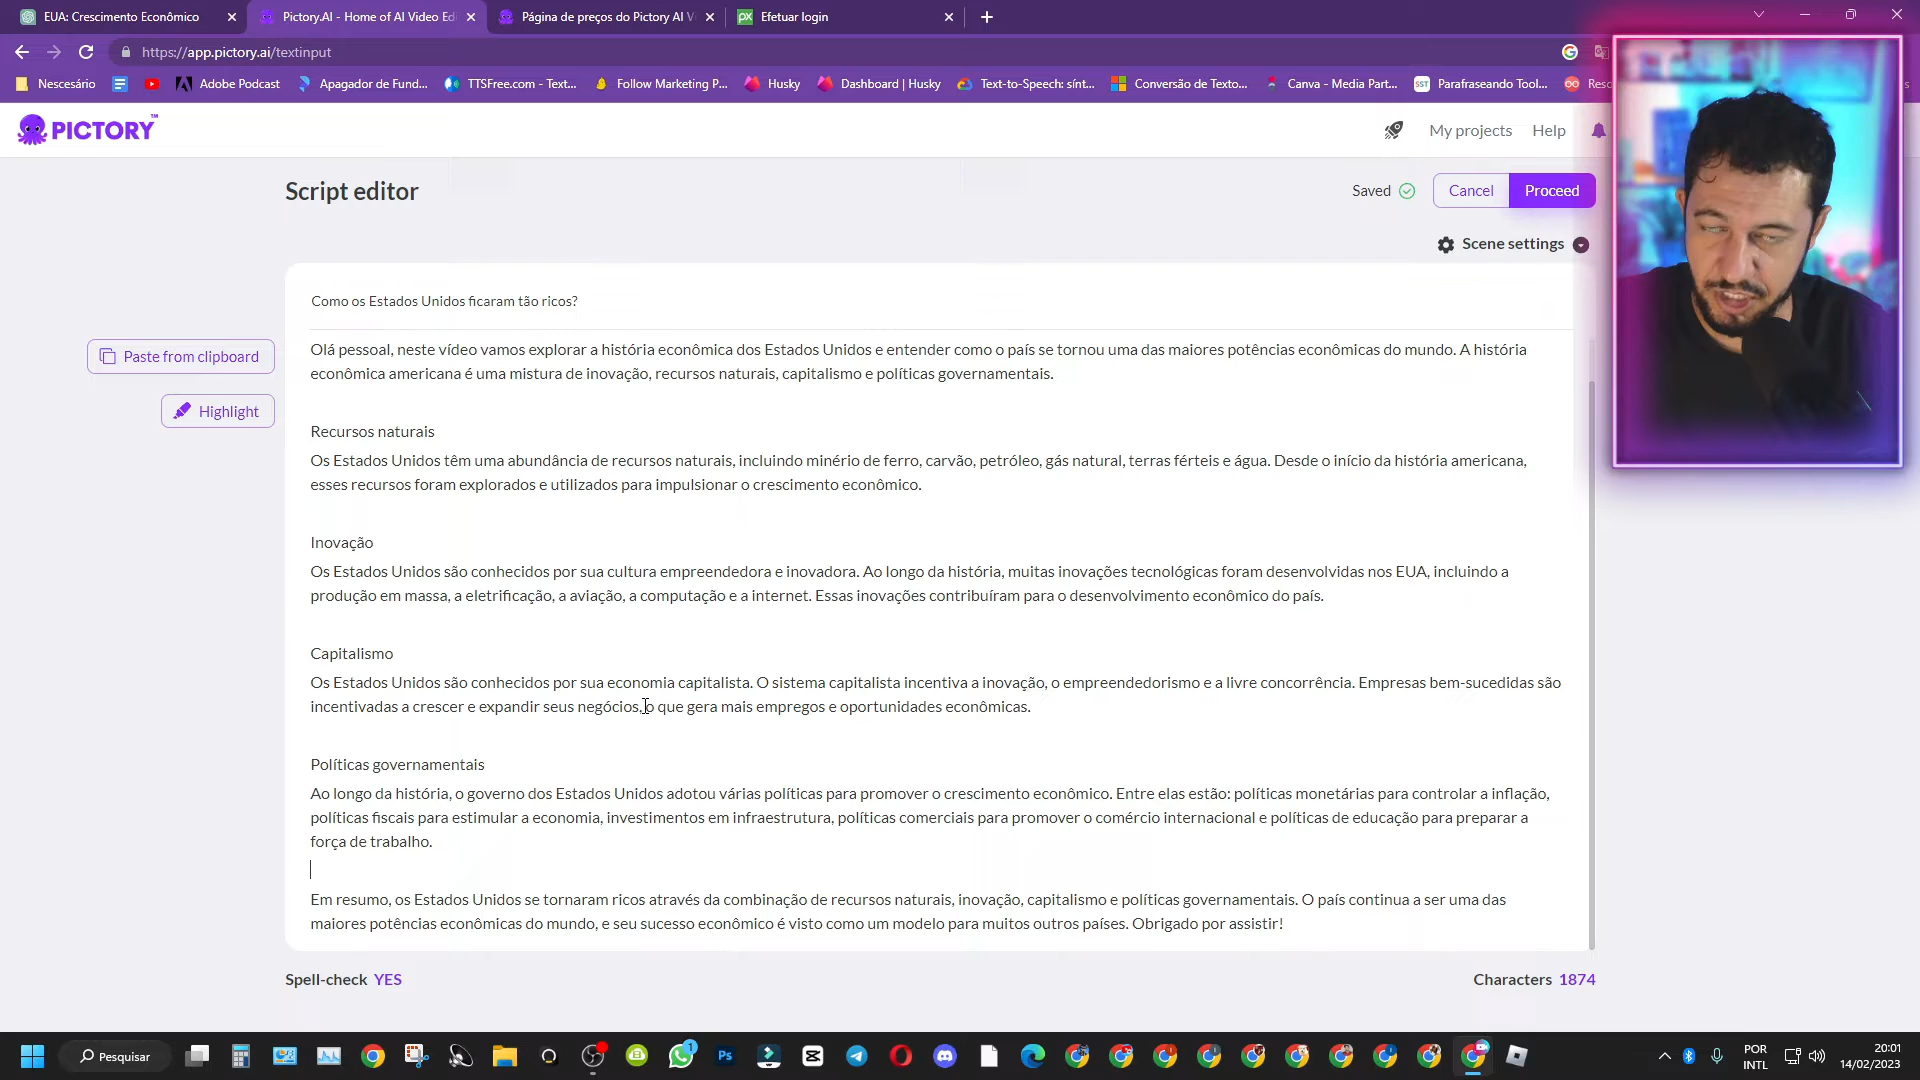 EUA: Crescimento Econômico
Pictory.AI - Home of AI Video Edi
Página de preços do Pictory AI V
Efetuar login
https://app.pictory.ai/textinput
Nescesário
Adobe Podcast
Apagador de Fund...
TTSFree.com - Text...
Follow Marketing P...
Husky
Dashboard | Husky
Text-to-Speech: sínt...
Conversão de Texto...
Canva - Media Part...
SST
Parafraseando Tool...
PICTORY™
My projects
Help
Script editor
Saved
Cancel
Proceed
Scene settings
Paste from clipboard
Highlight
Como os Estados Unidos ficaram tão ricos?
Olá pessoal, neste vídeo vamos explorar a história econômica dos Estados Unidos e entender como o país se tornou uma das maiores potências econômicas do mundo. A história
econômica americana é uma mistura de inovação, recursos naturais, capitalismo e políticas governamentais.
Recursos naturais
Os Estados Unidos têm uma abundância de recursos naturais, incluindo minério de ferro, carvão, petróleo, gás natural, terras férteis e água. Desde o início da história americana,
esses recursos foram explorados e utilizados para impulsionar o crescimento econômico.
Inovação
Os Estados Unidos são conhecidos por sua cultura empreendedora e inovadora. Ao longo da história, muitas inovações tecnológicas foram desenvolvidas nos EUA, incluindo a
produção em massa, a eletrificação, a aviação, a computação e a internet. Essas inovações contribuíram para o desenvolvimento econômico do país.
Capitalismo
Os Estados Unidos são conhecidos por sua economia capitalista. O sistema capitalista incentiva a inovação, o empreendedorismo e a livre concorrência. Empresas bem-sucedidas são
incentivadas a crescer e expandir seus negócios, o que gera mais empregos e oportunidades econômicas.
Políticas governamentais
Ao longo da história, o governo dos Estados Unidos adotou várias políticas para promover o crescimento econômico. Entre elas estão: políticas monetárias para controlar a inflação,
políticas fiscais para estimular a economia, investimentos em infraestrutura, políticas comerciais para promover o comércio internacional e políticas de educação para preparar a
força de trabalho.
Em resumo, os Estados Unidos se tornaram ricos através da combinação de recursos naturais, inovação, capitalismo e políticas governamentais. O país continua a ser uma das
maiores potências econômicas do mundo, e seu sucesso econômico é visto como um modelo para muitos outros países. Obrigado por assistir!
Spell-check YES
Characters 1874
Pesquisar
1
Ps
POR
INTL
20:01
14/02/2023